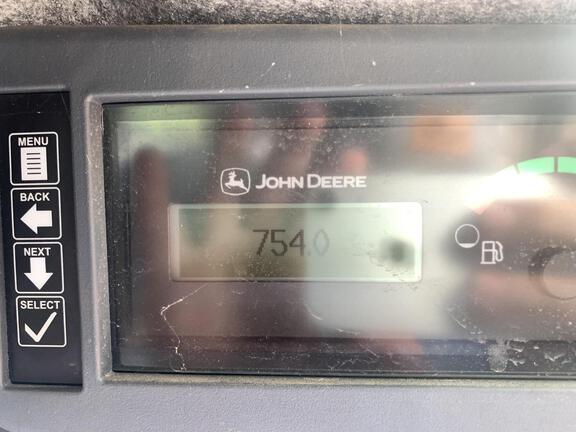 MENU
BACK
NEXT
SELECT
JOHN DEERE
754.0